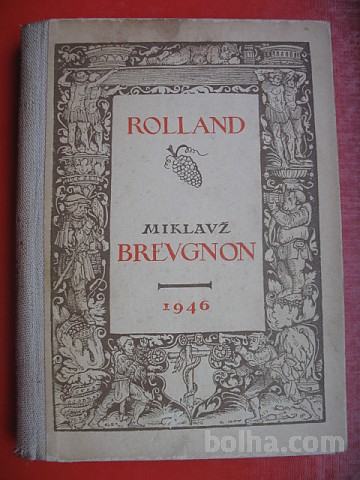 ROLLAND
MIKLAVŽ
BREVGNON
1946
bolha.com